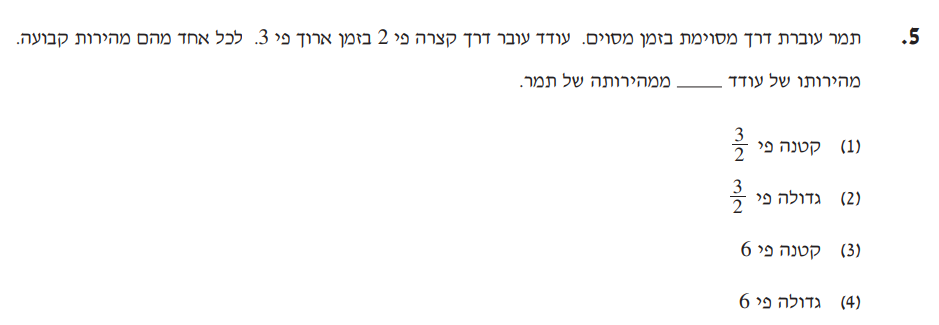 5. תמר עוברת דרך מסוימת בזמן מסוים. עודד עובר דרך קצרה פי 2 בזמן ארוך פי 3. לכל אחד מהם מהירות קבועה.
מהירותו של עודד _____ ממהירותה של תמר.
(1) קטנה פי 3/2
(2) גדולה פי 3/2
(3) קטנה פי 6
(4) גדולה פי 6